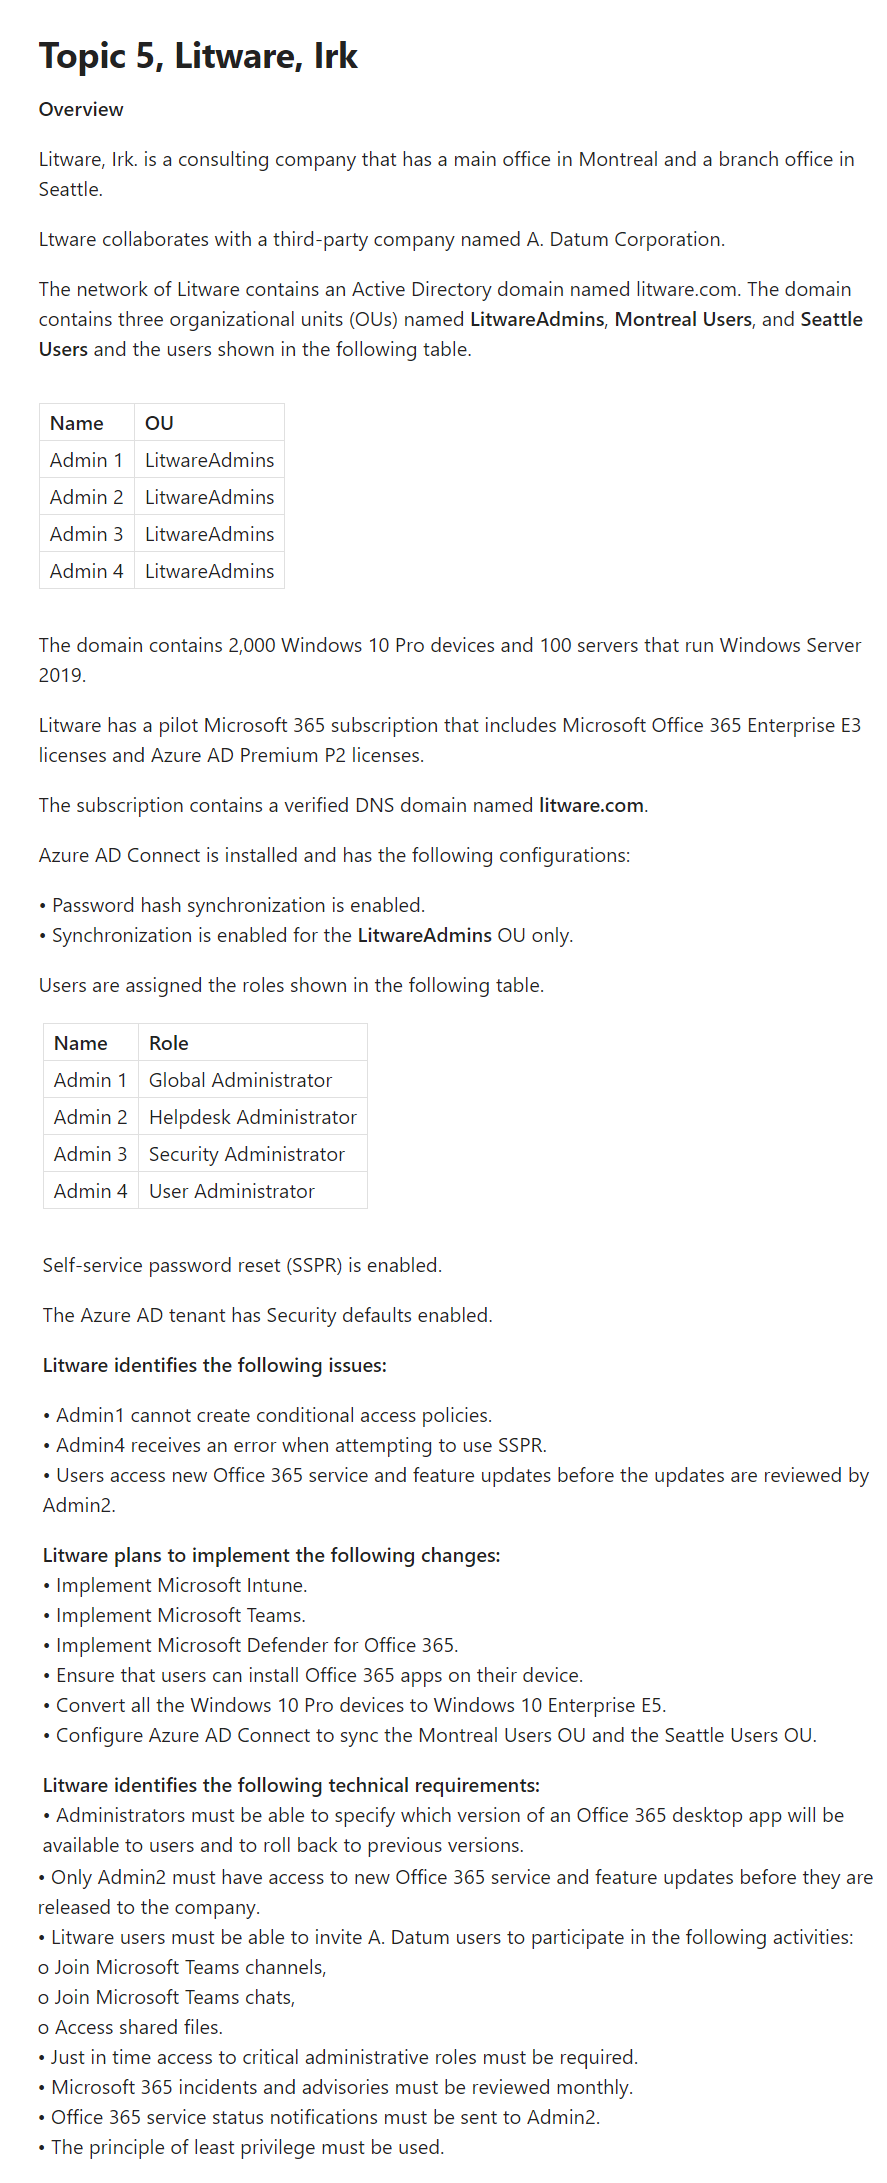 Topic 5, Litware, Irk
Overview
Litware, Irk. is a consulting company that has a main office in Montreal and a branch office in
Seattle.
Ltware collaborates with a third-party company named A. Datum Corporation.
The network of Litware contains an Active Directory domain named litware.com. The domain
contains three organizational units (OUs) named LitwareAdmins, Montreal Users, and Seattle
Users and the users shown in the following table.
Name OU
Admin 1 LitwareAdmins
Admin 2 LitwareAdmins
Admin 3 LitwareAdmins
Admin 4 LitwareAdmins
The domain contains 2,000 Windows 10 Pro devices and 100 servers that run Windows Server
2019.
Litware has a pilot Microsoft 365 subscription that includes Microsoft Office 365 Enterprise E3
licenses and Azure AD Premium P2 licenses.
The subscription contains a verified DNS domain named litware.com.
Azure AD Connect is installed and has the following configurations:
• Password hash synchronization is enabled.
• Synchronization is enabled for the LitwareAdmins OU only.
Users are assigned the roles shown in the following table.
Name Role
Admin 1 Global Administrator
Admin 2 Helpdesk Administrator
Admin 3 Security Administrator
Admin 4 User Administrator
Self-service password reset (SSPR) is enabled.
The Azure AD tenant has Security defaults enabled.
Litware identifies the following issues:
• Admin1 cannot create conditional access policies.
• Admin4 receives an error when attempting to use SSPR.
• Users access new Office 365 service and feature updates before the updates are reviewed by
Admin2.
Litware plans to implement the following changes:
• Implement Microsoft Intune.
• Implement Microsoft Teams.
• Implement Microsoft Defender for Office 365.
• Ensure that users can install Office 365 apps on their device.
• Convert all the Windows 10 Pro devices to Windows 10 Enterprise E5.
• Configure Azure AD Connect to sync the Montreal Users OU and the Seattle Users OU.
Litware identifies the following technical requirements:
• Administrators must be able to specify which version of an Office 365 desktop app will be
available to users and to roll back to previous versions.
• Only Admin2 must have access to new Office 365 service and feature updates before they are
released to the company.
• Litware users must be able to invite A. Datum users to participate in the following activities:
o Join Microsoft Teams channels,
o Join Microsoft Teams chats,
o Access shared files.
• Just in time access to critical administrative roles must be required.
• Microsoft 365 incidents and advisories must be reviewed monthly.
• Office 365 service status notifications must be sent to Admin2.
• The principle of least privilege must be used.